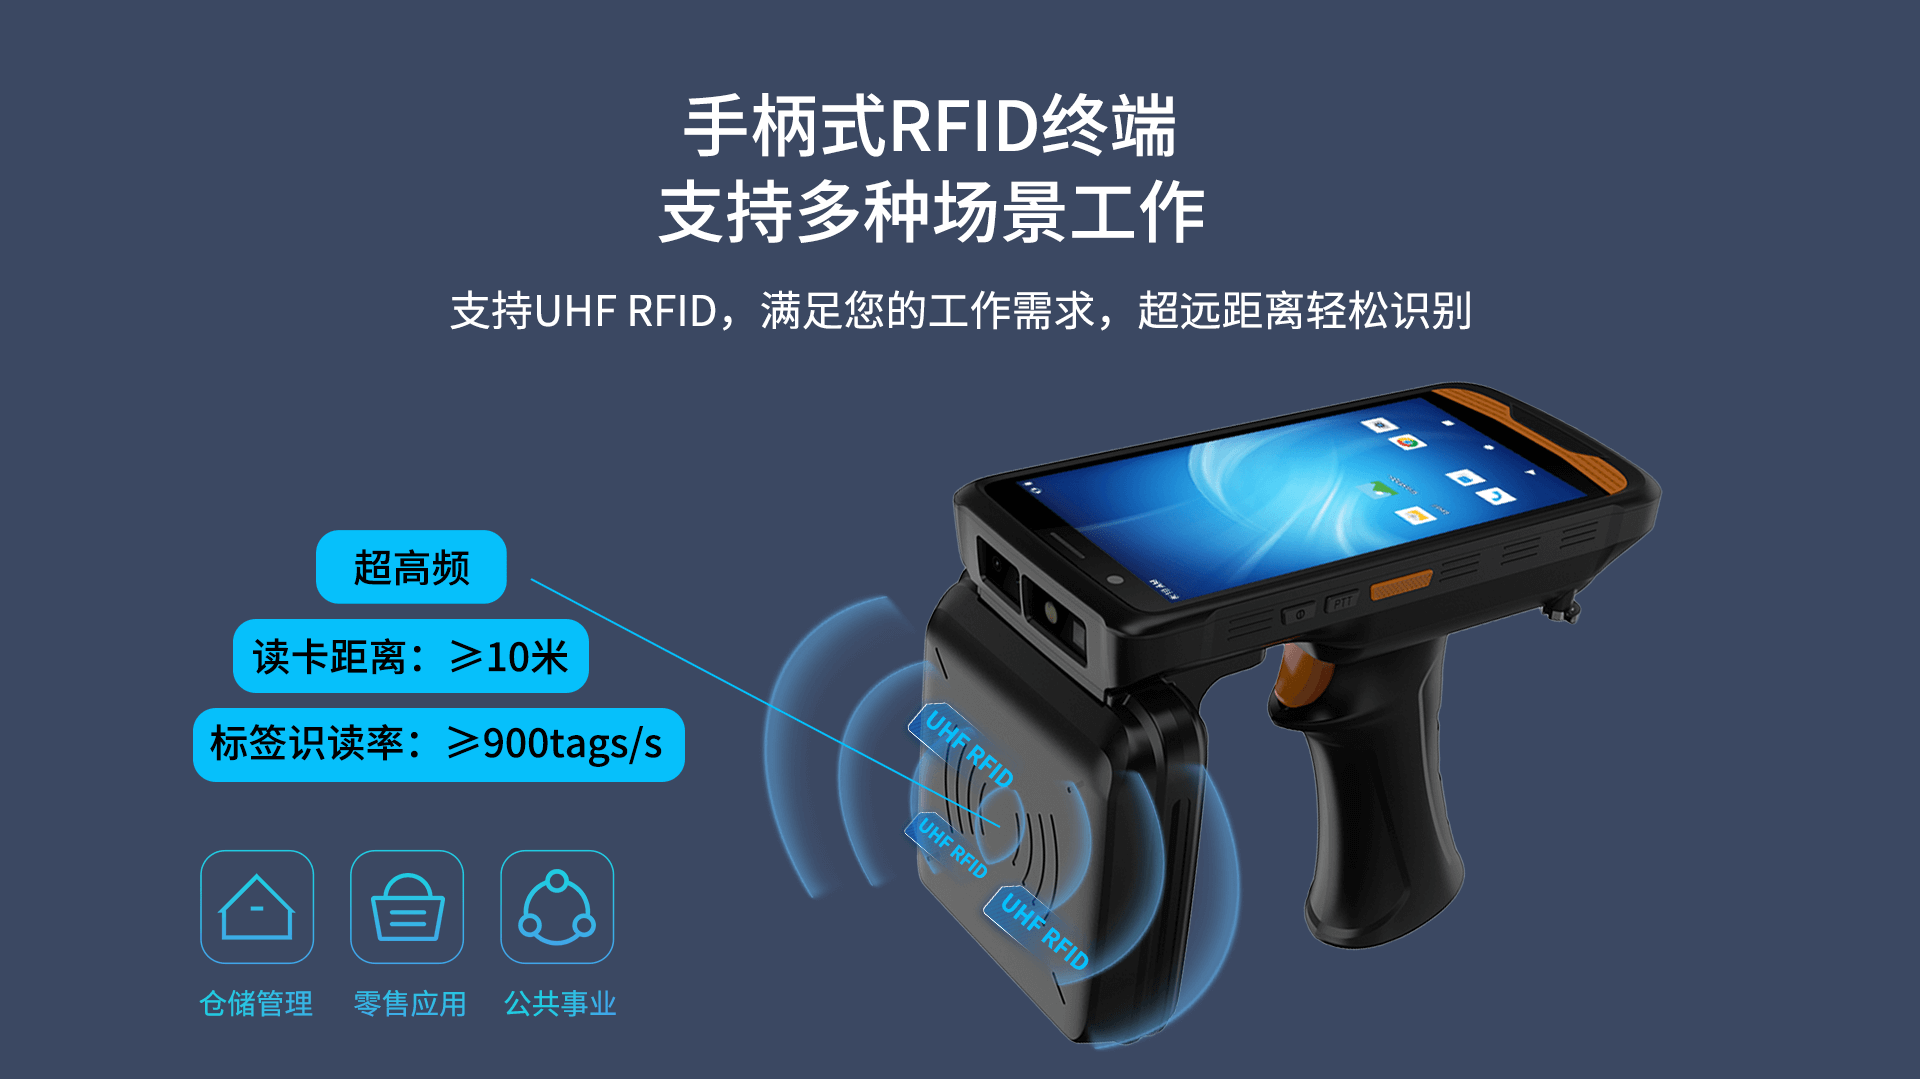 手柄式RFID终端
支持多种场景工作
支持UHF RFID，满足您的工作需求，超远距离轻松识别
超高频
读卡距离：≥10米
标签识读率：≥900tags/s
UHF RFID
UHF RFID
UHF RFID
PTT
仓储管理
零售应用
公共事业